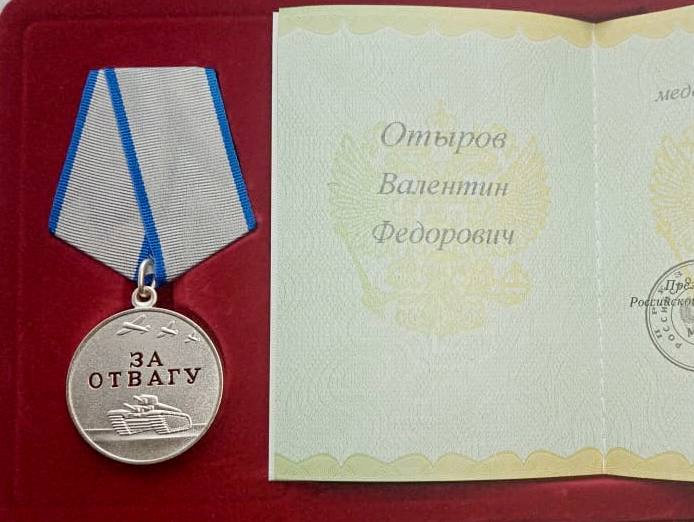 ЗА
ОТВАГУ
Отыров
Валентин
Федорович